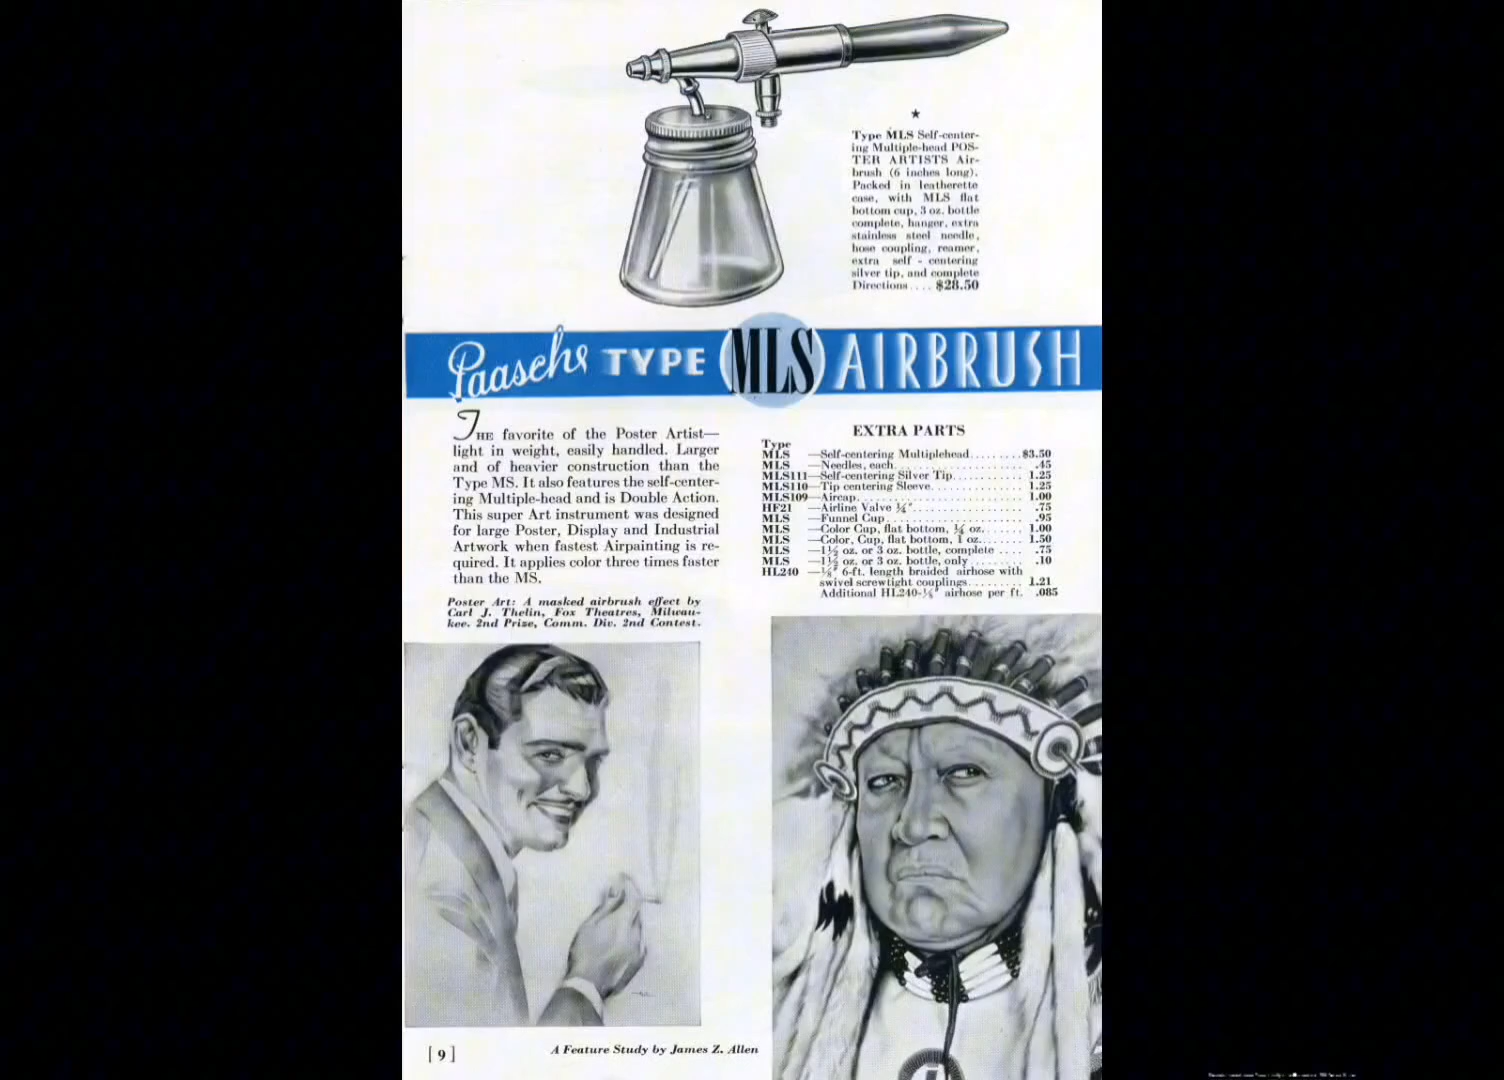 ★
Type MLS Self-center-
ing Multiple-head POS-
TER ARTISTS Air-
brush (6 inches long).
Packed in leatherette
case, with MLS flat
bottom cup, 3 oz. bottle
complete, hanger, extra
stainless steel needle,
hose coupling, reamer,
extra self - centering
silver tip, and complete
Directions .... $28.50
Paasche TYPE MLS AIRBRUSH
THE favorite of the Poster Artist—
light in weight, easily handled. Larger
and of heavier construction than the
Type MS. It also features the self-center-
ing Multiple-head and is Double Action.
This super Art instrument was designed
for large Poster, Display and Industrial
Artwork when fastest Airpainting is re-
quired. It applies color three times faster
than the MS.
Poster Art: A masked airbrush effect by
Carl J. Thelin, Fox Theatres, Milwau-
kee. 2nd Prize, Comm. Div. 2nd Contest.
EXTRA PARTS
Type
MLS —Self-centering Multiplehead ........ $3.50
MLS —Needles, each ........ .45
MLS111—Self-centering Silver Tip ........ 1.25
MLS110—Tip centering Sleeve ........ 1.25
MLS109—Aircap ........ 1.00
HF21 —Airline Valve ¼" ........ .75
MLS —Funnel Cup ........ .95
MLS —Color Cup, flat bottom, ¼ oz. ........ 1.00
MLS —Color, Cup, flat bottom, 1 oz. ........ 1.50
MLS —1½ oz. or 3 oz. bottle, complete .... .75
MLS —1½ oz. or 3 oz. bottle, only ........ .10
HL240 —⅛" 6-ft. length braided airhose with
swivel screwtight couplings ........ 1.21
Additional HL240-⅛" airhose per ft. .085
[ 9 ]
A Feature Study by James Z. Allen